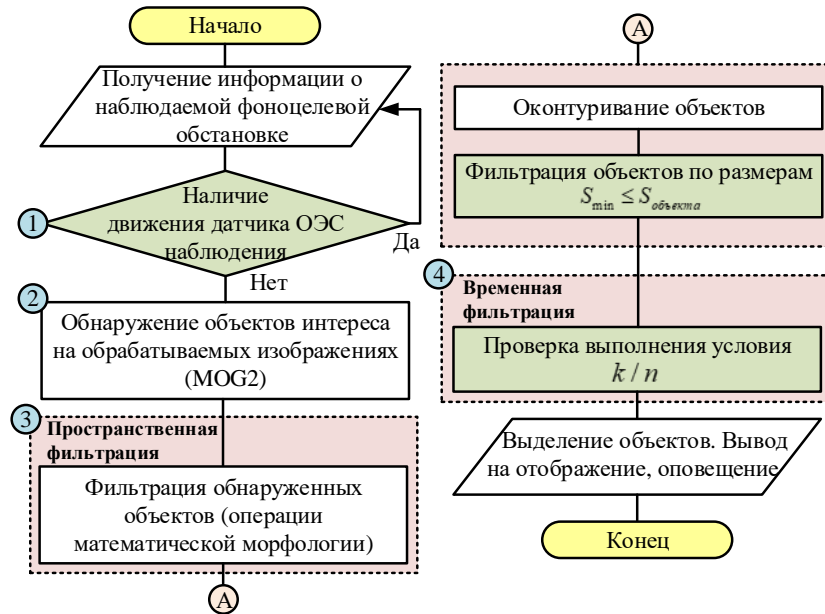 Начало
Получение информации о
наблюдаемой фоноцелевой
обстановке
1
Наличие
движения датчика ОЭС
наблюдения
Да
Нет
2
Обнаружение объектов интереса
на обрабатываемых изображениях
(MOG2)
3
Пространственная
фильтрация
Фильтрация обнаруженных
объектов (операции
математической морфологии)
А
А
Оконтуривание объектов
Фильтрация объектов по размерам
S_min ≤ S_объекта
4
Временная
фильтрация
Проверка выполнения условия
k / n
Выделение объектов. Вывод
на отображение, оповещение
Конец